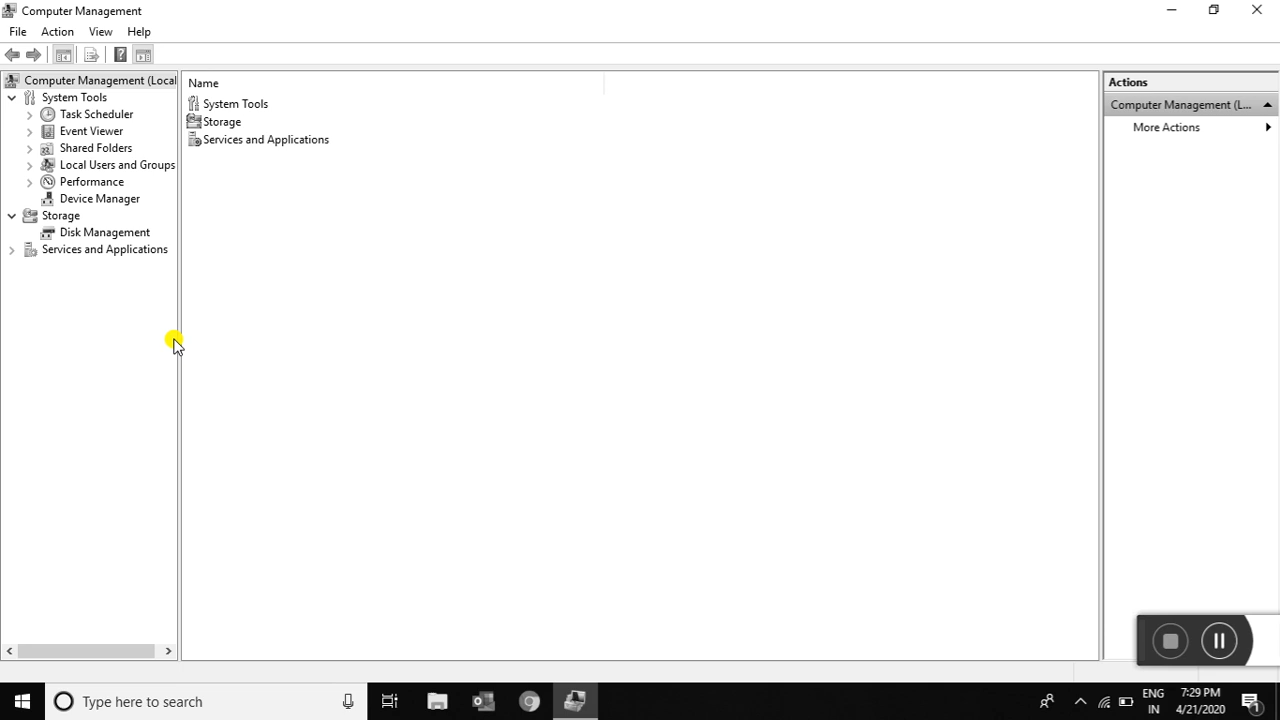 Computer Management
File Action View Help
Computer Management (Local
System Tools
Task Scheduler
Event Viewer
Shared Folders
Local Users and Groups
Performance
Device Manager
Storage
Disk Management
Services and Applications
Name
System Tools
Storage
Services and Applications
Actions
Computer Management (L...
More Actions
Type here to search
ENG
IN
7:29 PM
4/21/2020
1